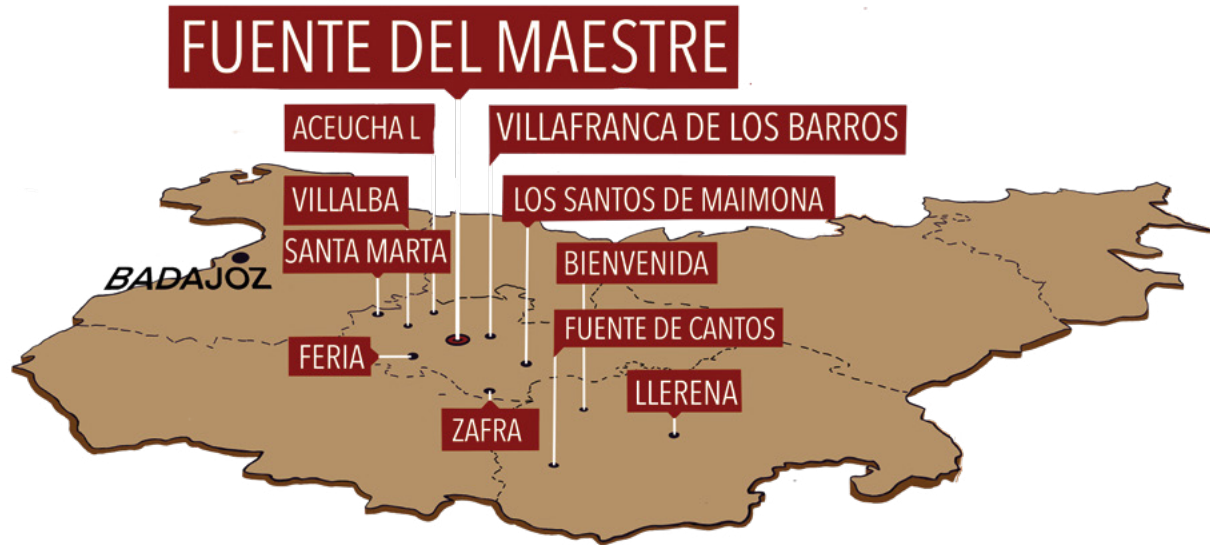 FUENTE DEL MAESTRE
ACEUCHA L
VILLAFRANCA DE LOS BARROS
VILLALBA
LOS SANTOS DE MAIMONA
SANTA MARTA
BIENVENIDA
BADAJOZ
FUENTE DE CANTOS
FERIA
LLERENA
ZAFRA